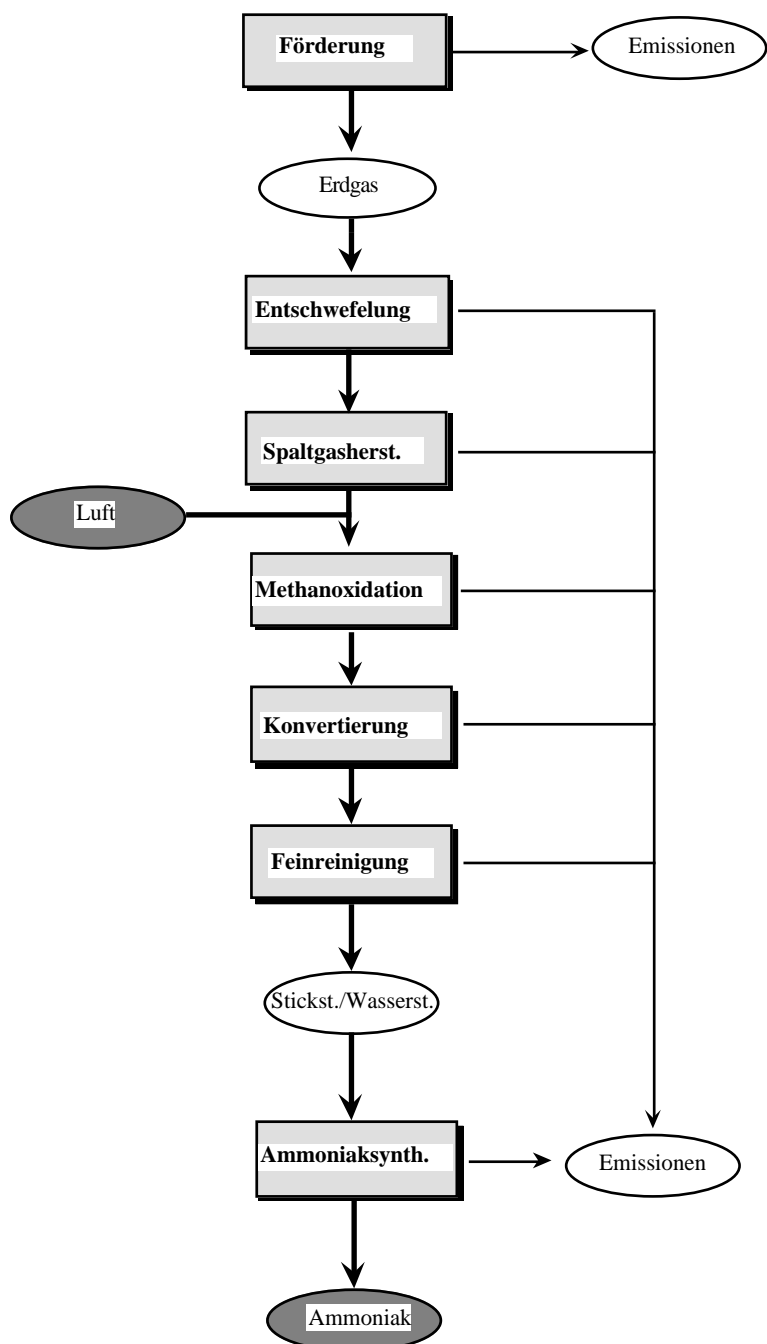 Förderung
Emissionen
Erdgas
Entschwefelung
Spaltgasherst.
Luft
Methanoxidation
Konvertierung
Feinreinigung
Stickst./Wasserst.
Ammoniaksynth.
Emissionen
Ammoniak